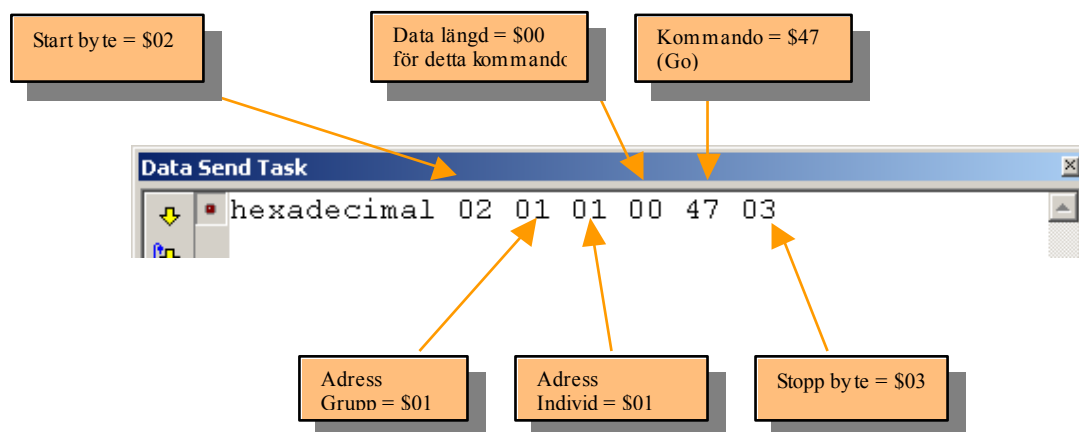 Start byte = $02
Data längd = $00
för detta kommando
Kommando = $47
(Go)
Data Send Task
hexadecimal 02 01 01 00 47 03
Adress
Grupp = $01
Adress
Individ = $01
Stopp byte = $03